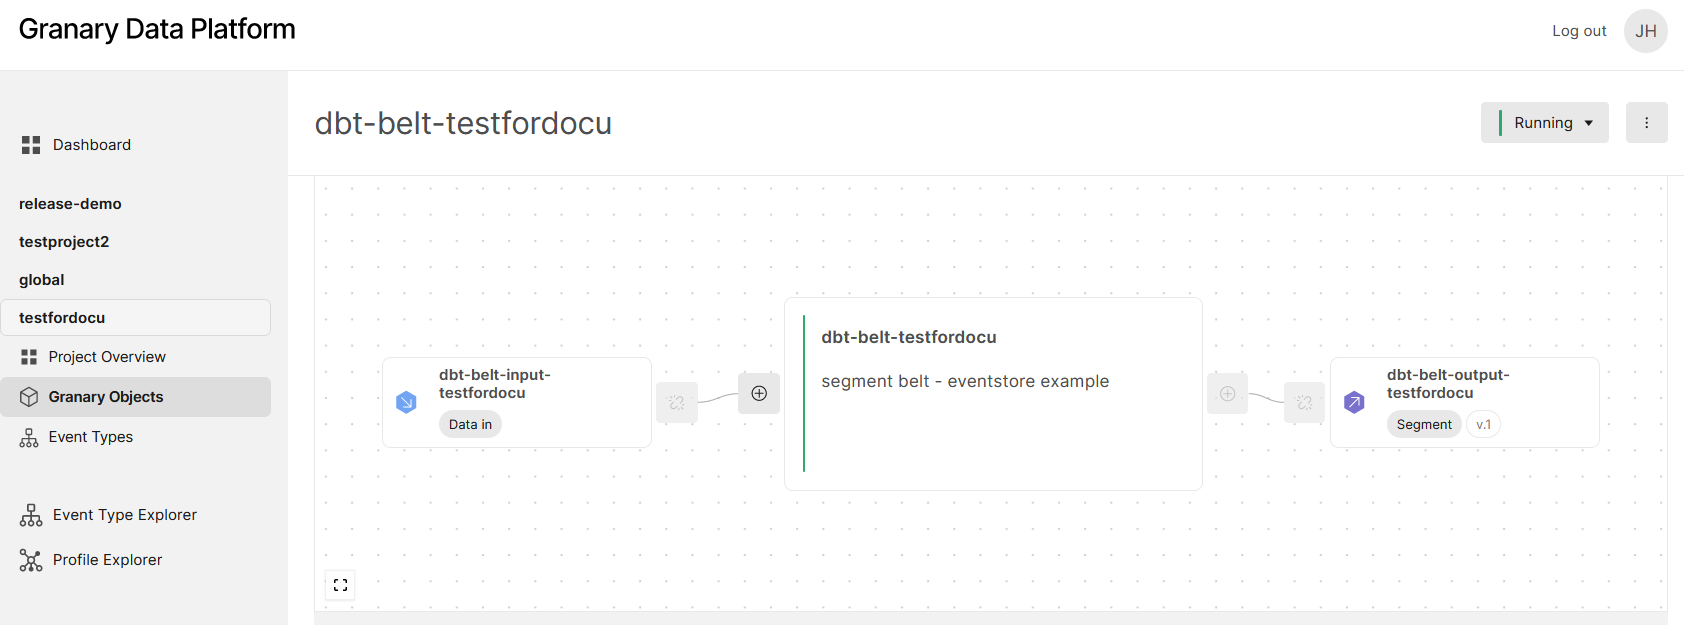 Granary Data Platform
Log out
JH
Dashboard
release-demo
testproject2
global
testfordocu
Project Overview
Granary Objects
Event Types
Event Type Explorer
Profile Explorer
dbt-belt-testfordocu
Running
dbt-belt-input-
testfordocu
Data in
dbt-belt-testfordocu
segment belt - eventstore example
dbt-belt-output-
testfordocu
Segment v.1